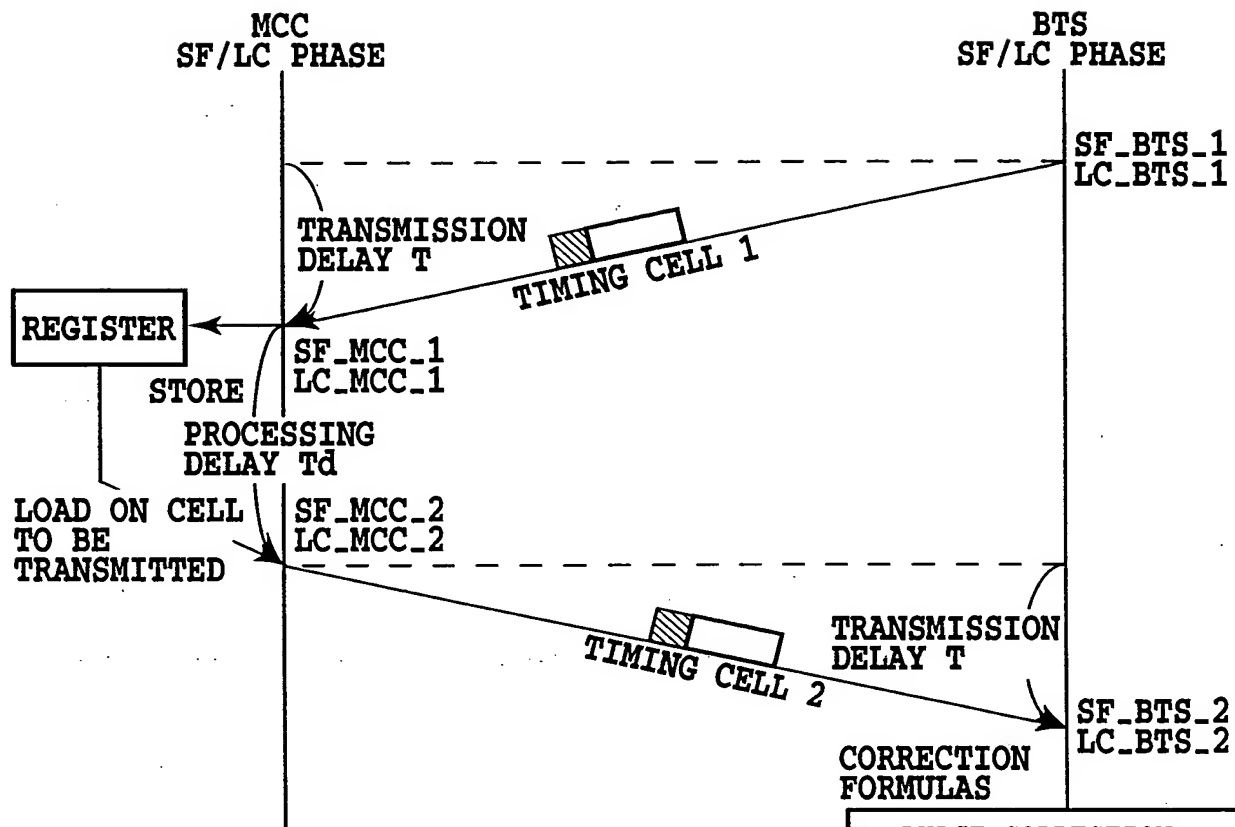 MCC
SF/LC PHASE
BTS
SF/LC PHASE
SF_BTS_1
LC_BTS_1
TRANSMISSION
DELAY T
TIMING CELL 1
REGISTER
SF_MCC_1
LC_MCC_1
STORE
PROCESSING
DELAY Td
LOAD ON CELL
TO BE
TRANSMITTED
SF_MCC_2
LC_MCC_2
TIMING CELL 2
TRANSMISSION
DELAY T
SF_BTS_2
LC_BTS_2
CORRECTION
FORMULAS